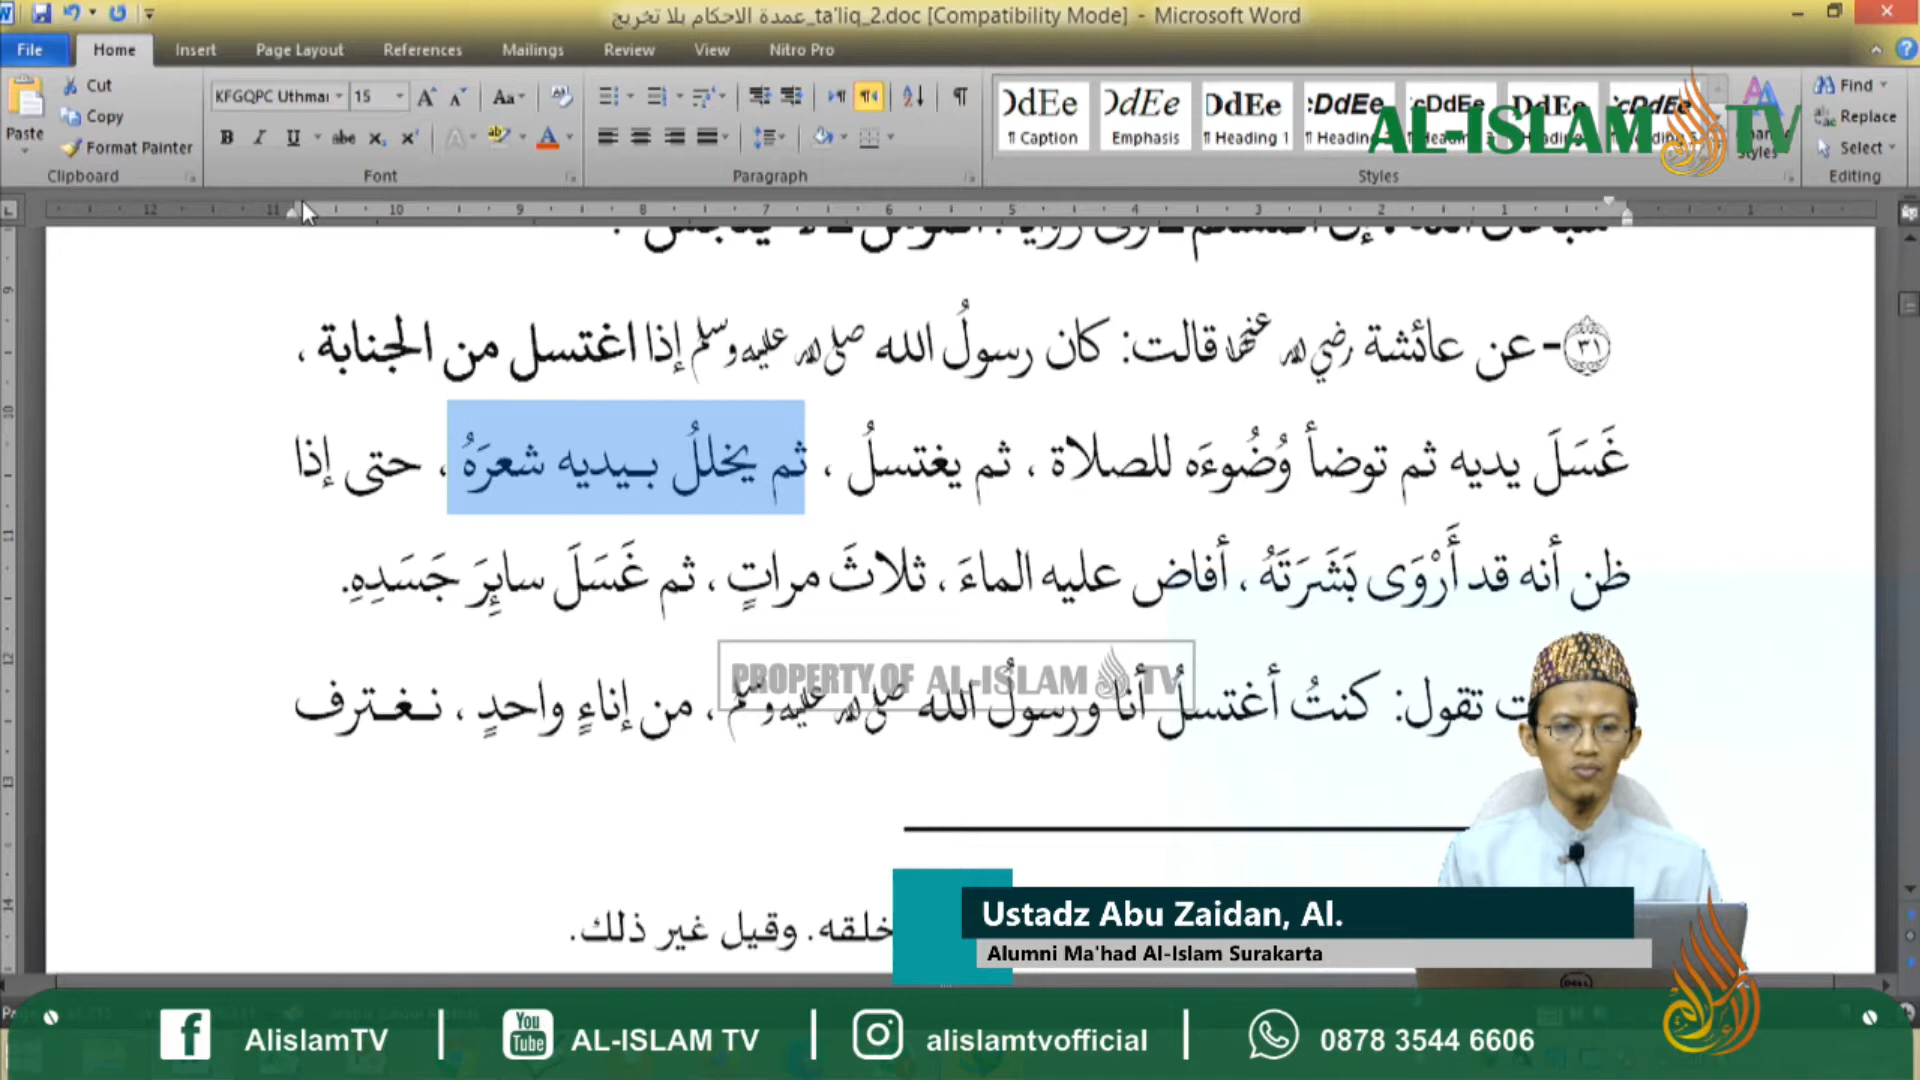 عمدة الاحكام بلا تخريج_ta'liq_2.doc [Compatibility Mode] - Microsoft Word
File Home Insert Page Layout References Mailings Review View Nitro Pro
Cut
Copy
Format Painter
Paste
Clipboard
KFGQPC Uthmai 15
Font
Paragraph
Caption Emphasis Heading 1
Styles
Find
Replace
Select
Editing
AL-ISLAM TV
٣١- عن عائشة رضي الله عنها قالت: كان رسولُ الله صلى الله عليه وسلم إذا اغتسل من الجنابة ،
غَسَلَ يديه ثم توضأ وُضُوءَه للصلاة ، ثم يغتسلُ ، ثم يخللُ بـيديه شعرَهُ ، حتى إذا
ظن أنه قد أَرْوَى بَشَرَتَهُ ، أفاض عليه الماءَ ، ثلاثَ مراتٍ ، ثم غَسَلَ سائِرَ جَسَدِهِ.
تقول: كنتُ أغتسلُ أنا ورسولُ الله صلى الله عليه وسلم ، من إناءٍ واحدٍ ، نـغـترف
PROPERTY OF AL-ISLAM TV
خلقه. وقيل غير ذلك.
Ustadz Abu Zaidan, Al.
Alumni Ma'had Al-Islam Surakarta
AlislamTV | AL-ISLAM TV | alislamtvofficial | 0878 3544 6606